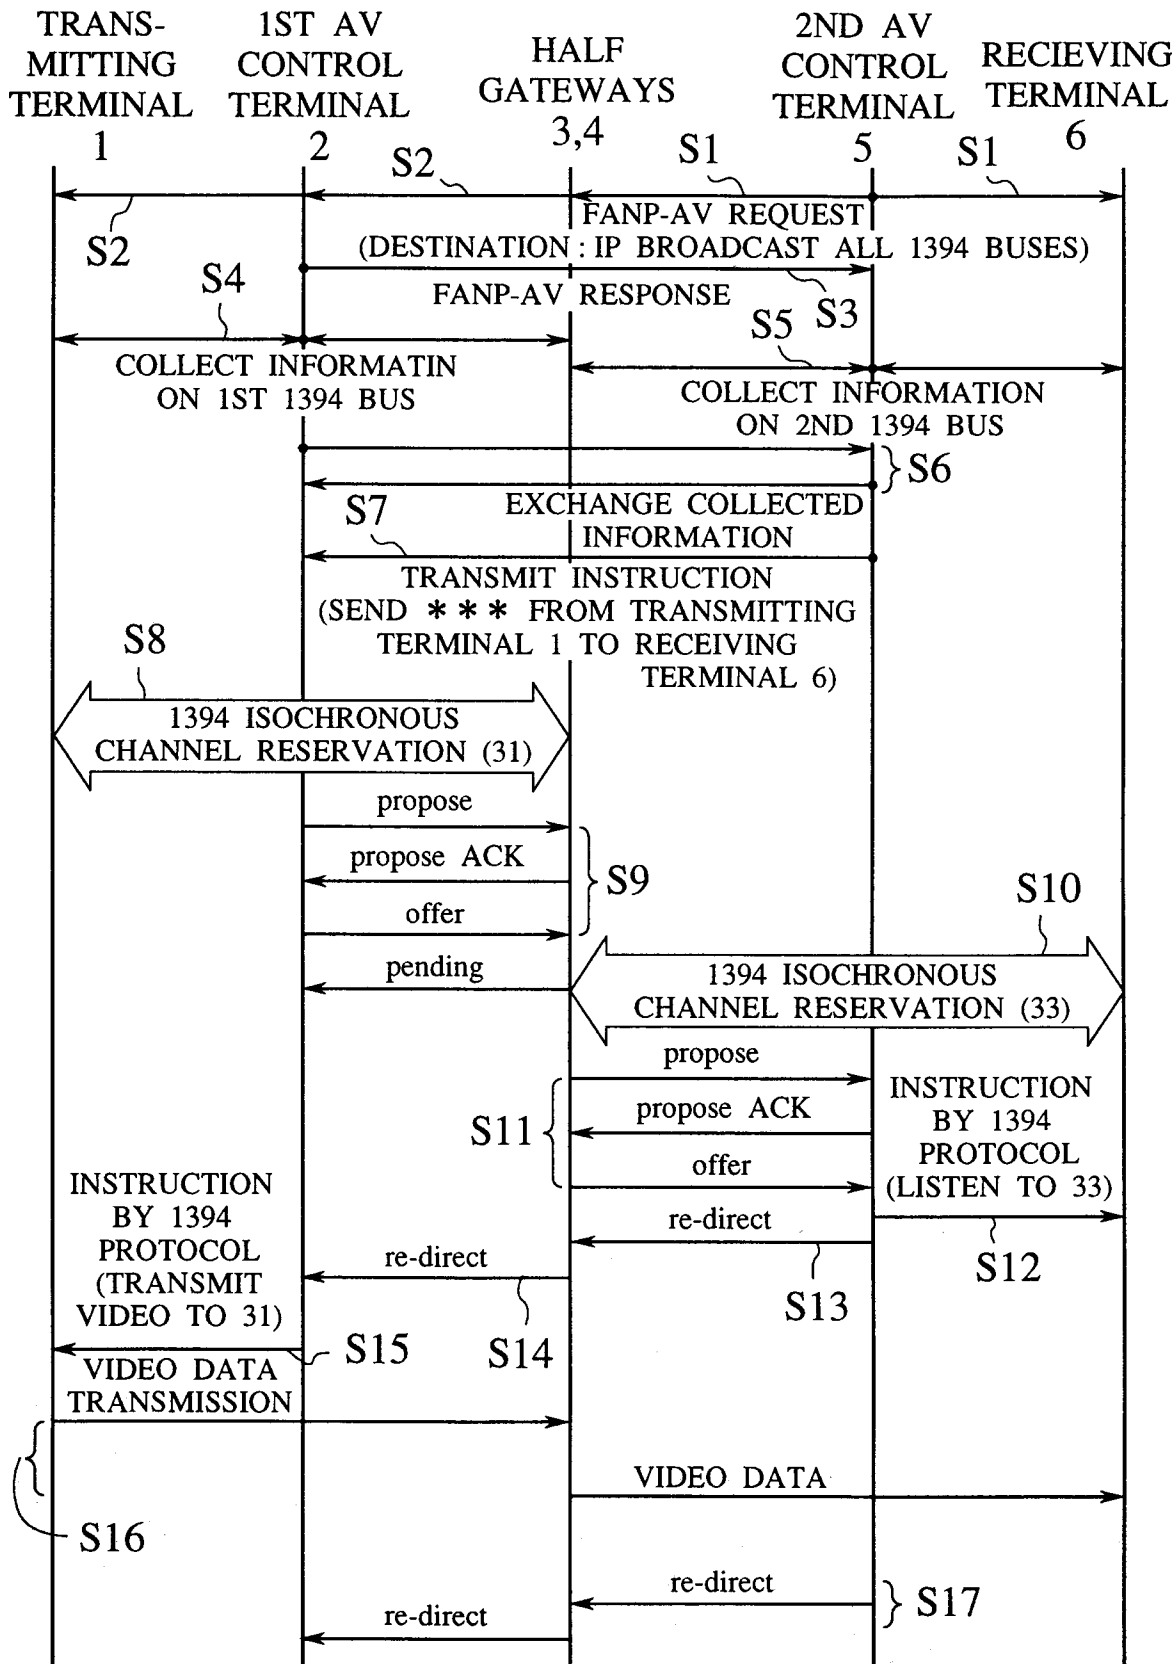 TRANS-
MITTING
TERMINAL
1
1ST AV
CONTROL
TERMINAL
2
HALF
GATEWAYS
3,4
2ND AV
CONTROL
TERMINAL
5
RECIEVING
TERMINAL
6
S2
S1
S1
S2
FANP-AV REQUEST
(DESTINATION : IP BROADCAST ALL 1394 BUSES)
S4
FANP-AV RESPONSE
S3
S5
COLLECT INFORMATIN
ON 1ST 1394 BUS
COLLECT INFORMATION
ON 2ND 1394 BUS
S6
S7
EXCHANGE COLLECTED
INFORMATION
TRANSMIT INSTRUCTION
(SEND *** FROM TRANSMITTING
TERMINAL 1 TO RECEIVING
TERMINAL 6)
S8
1394 ISOCHRONOUS
CHANNEL RESERVATION (31)
propose
propose ACK
S9
offer
S10
pending
1394 ISOCHRONOUS
CHANNEL RESERVATION (33)
propose
S11
propose ACK
offer
INSTRUCTION
BY 1394
PROTOCOL
(LISTEN TO 33)
INSTRUCTION
BY 1394
PROTOCOL
(TRANSMIT
VIDEO TO 31)
re-direct
re-direct
S12
S13
S14
S15
VIDEO DATA
TRANSMISSION
VIDEO DATA
S16
re-direct
S17
re-direct